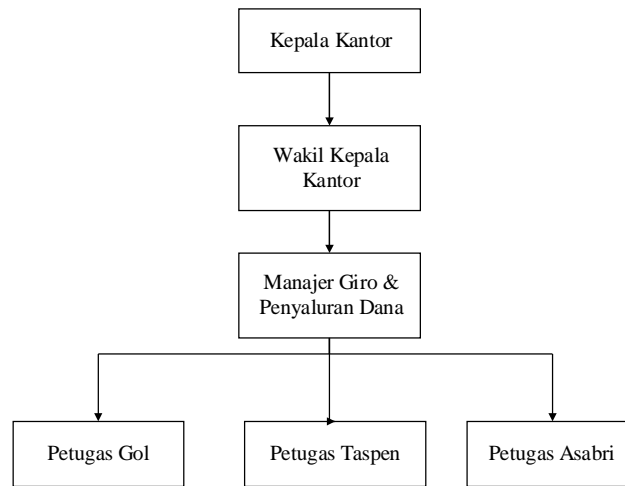 Kepala Kantor
Wakil Kepala
Kantor
Manajer Giro &
Penyaluran Dana
Petugas Gol
Petugas Taspen
Petugas Asabri